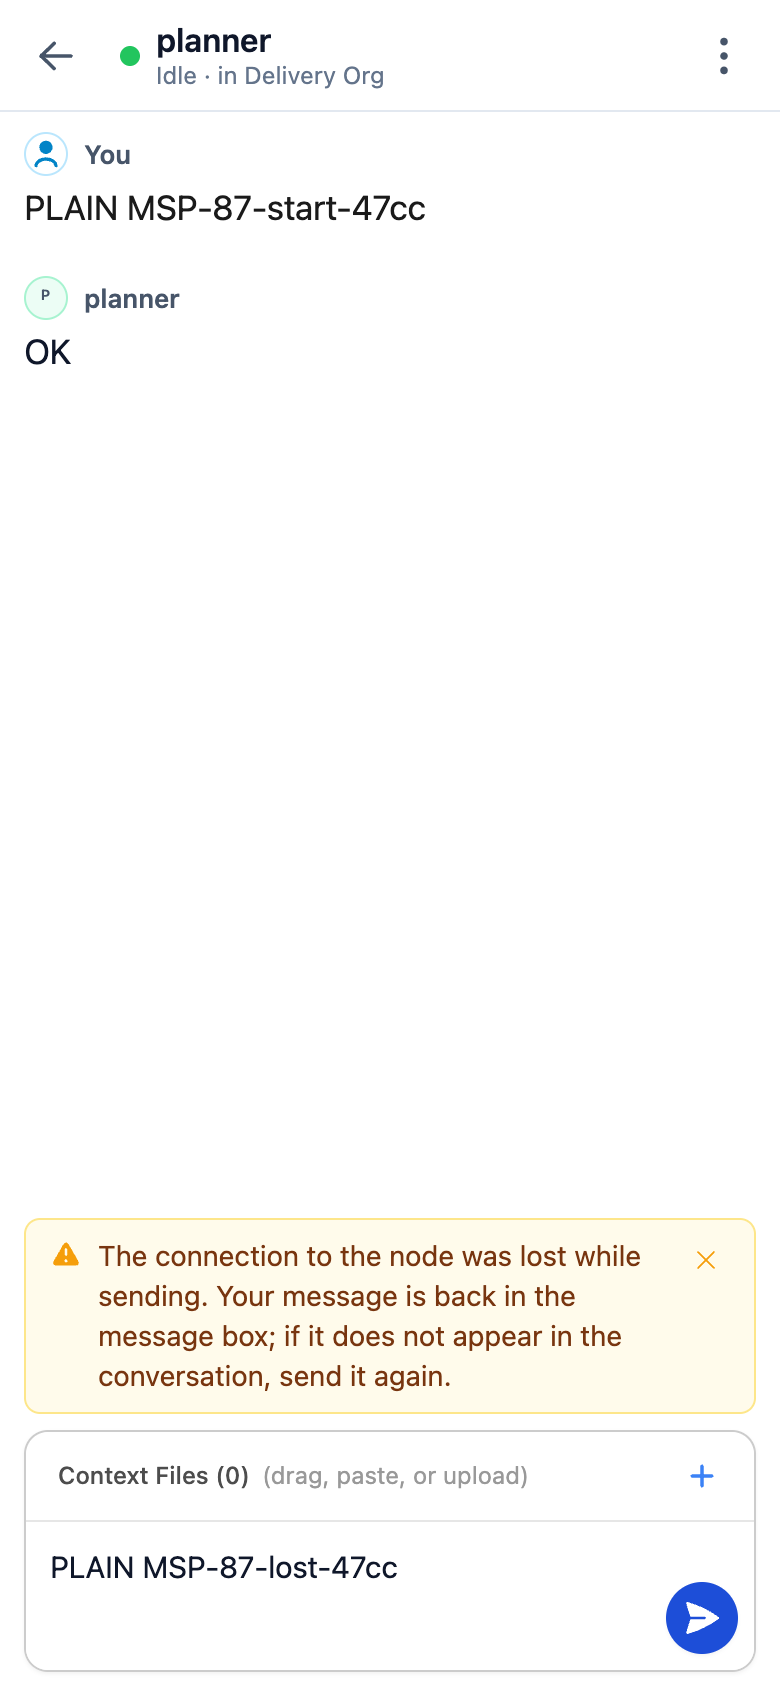 planner
Idle · in Delivery Org
You
PLAIN MSP-87-start-47cc
P
planner
OK
The connection to the node was lost while
sending. Your message is back in the
message box; if it does not appear in the
conversation, send it again.
Context Files (0) (drag, paste, or upload)
PLAIN MSP-87-lost-47cc